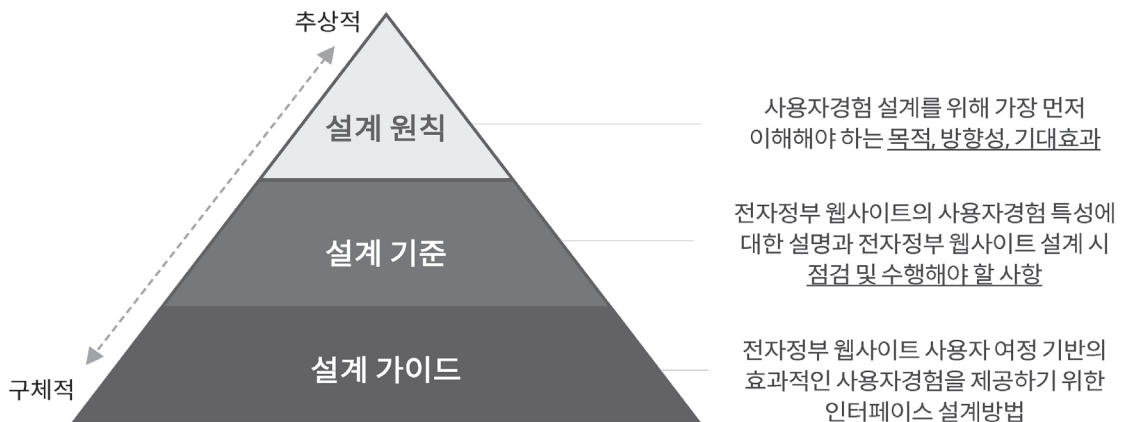 추상적
설계 원칙
사용자경험 설계를 위해 가장 먼저
이해해야 하는 목적, 방향성, 기대효과
설계 기준
전자정부 웹사이트의 사용자경험 특성에
대한 설명과 전자정부 웹사이트 설계 시
점검 및 수행해야 할 사항
설계 가이드
전자정부 웹사이트 사용자 여정 기반의
효과적인 사용자경험을 제공하기 위한
인터페이스 설계방법
구체적